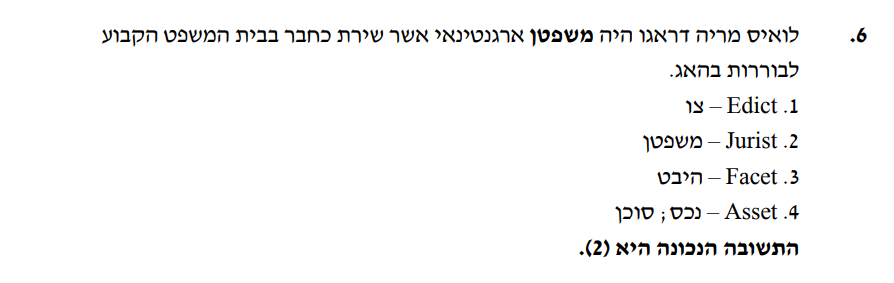 6. לואיס מריה דראגו היה משפטן ארגנטינאי אשר שירת כחבר בבית המשפט הקבוע
לבוררות בהאג.
1. Edict – צו
2. Jurist – משפטן
3. Facet – היבט
4. Asset – נכס ; סוכן
התשובה הנכונה היא (2).